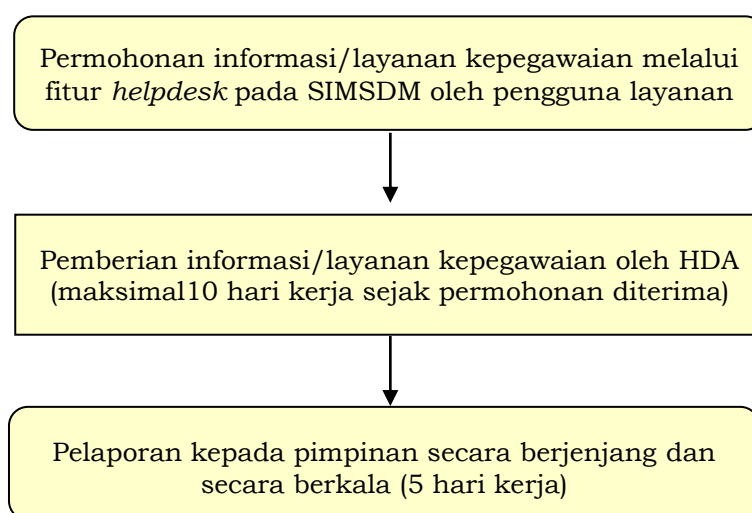 Permohonan informasi/layanan kepegawaian melalui
fitur helpdesk pada SIMSDM oleh pengguna layanan
Pemberian informasi/layanan kepegawaian oleh HDA
(maksimal10 hari kerja sejak permohonan diterima)
Pelaporan kepada pimpinan secara berjenjang dan
secara berkala (5 hari kerja)